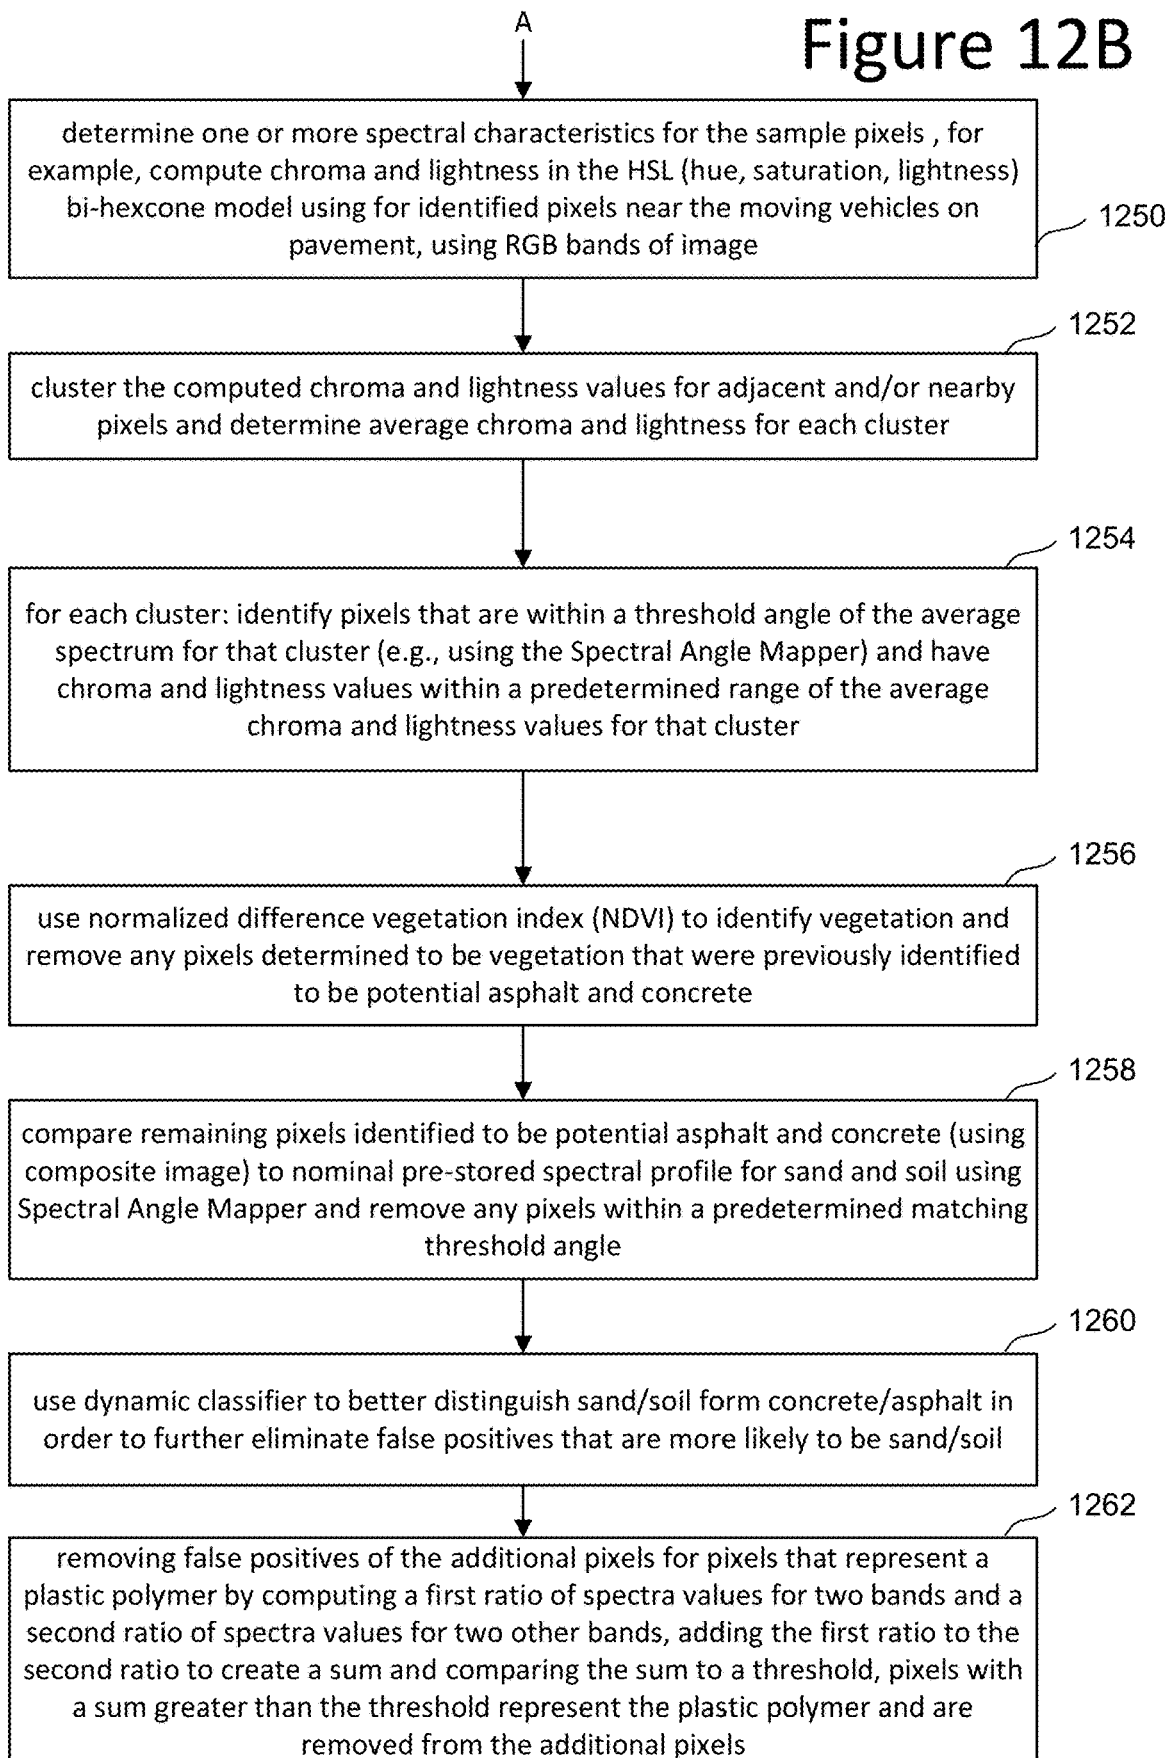 A
Figure 12B
determine one or more spectral characteristics for the sample pixels , for
example, compute chroma and lightness in the HSL (hue, saturation, lightness)
bi-hexcone model using for identified pixels near the moving vehicles on
pavement, using RGB bands of image
1250
1252
cluster the computed chroma and lightness values for adjacent and/or nearby
pixels and determine average chroma and lightness for each cluster
1254
for each cluster: identify pixels that are within a threshold angle of the average
spectrum for that cluster (e.g., using the Spectral Angle Mapper) and have
chroma and lightness values within a predetermined range of the average
chroma and lightness values for that cluster
1256
use normalized difference vegetation index (NDVI) to identify vegetation and
remove any pixels determined to be vegetation that were previously identified
to be potential asphalt and concrete
1258
compare remaining pixels identified to be potential asphalt and concrete (using
composite image) to nominal pre-stored spectral profile for sand and soil using
Spectral Angle Mapper and remove any pixels within a predetermined matching
threshold angle
1260
use dynamic classifier to better distinguish sand/soil form concrete/asphalt in
order to further eliminate false positives that are more likely to be sand/soil
1262
removing false positives of the additional pixels for pixels that represent a
plastic polymer by computing a first ratio of spectra values for two bands and a
second ratio of spectra values for two other bands, adding the first ratio to the
second ratio to create a sum and comparing the sum to a threshold, pixels with
a sum greater than the threshold represent the plastic polymer and are
removed from the additional pixels